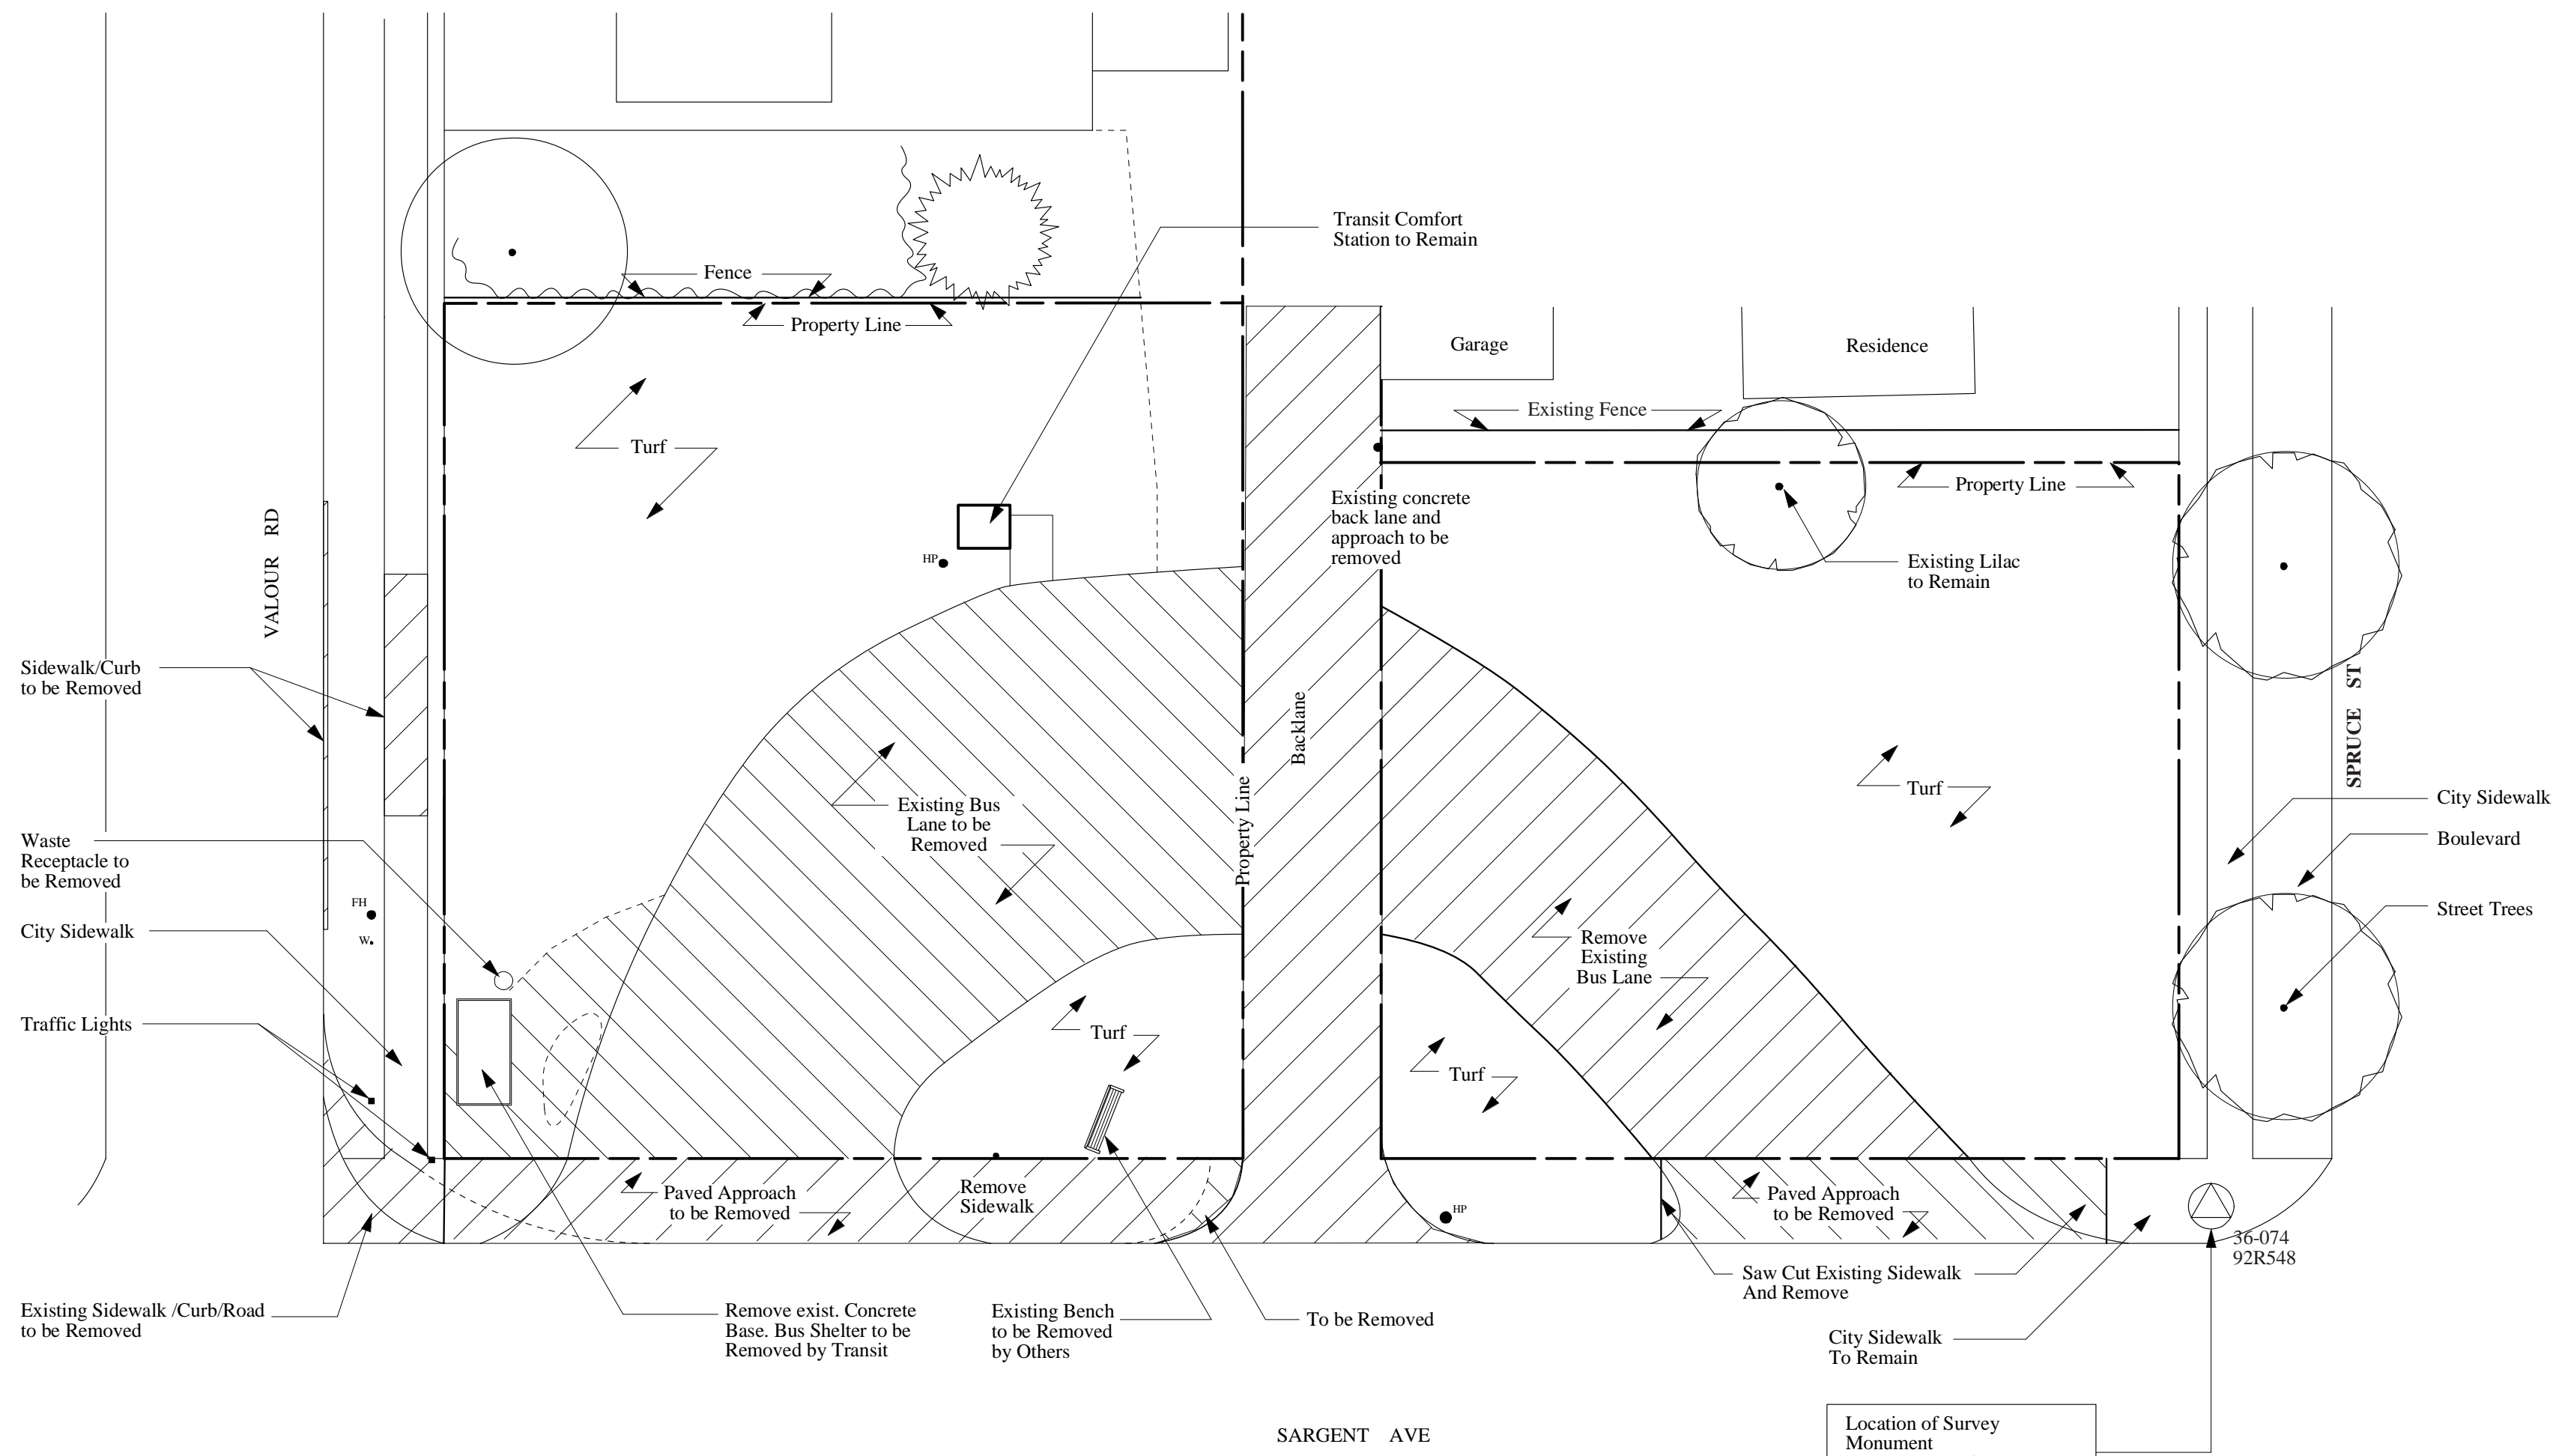 Transit Comfort
Station to Remain
Fence
Property Line
Garage
Residence
Existing Fence
Turf
Property Line
Existing concrete
back lane and
approach to be
removed
VALOUR RD
HP
Existing Lilac
to Remain
Sidewalk/Curb
to be Removed
SPRUCE ST
Backlane
Property Line
Turf
City Sidewalk
Existing Bus
Lane to be
Removed
Boulevard
Waste
Receptacle to
be Removed
FH
W
Street Trees
City Sidewalk
Remove
Existing
Bus Lane
Traffic Lights
Turf
Turf
Paved Approach
to be Removed
Remove
Sidewalk
HP
Paved Approach
to be Removed
36-074
92R548
Saw Cut Existing Sidewalk
And Remove
Existing Sidewalk /Curb/Road
to be Removed
Remove exist. Concrete
Base. Bus Shelter to be
Removed by Transit
Existing Bench
to be Removed
by Others
To be Removed
City Sidewalk
To Remain
SARGENT AVE
Location of Survey
Monument